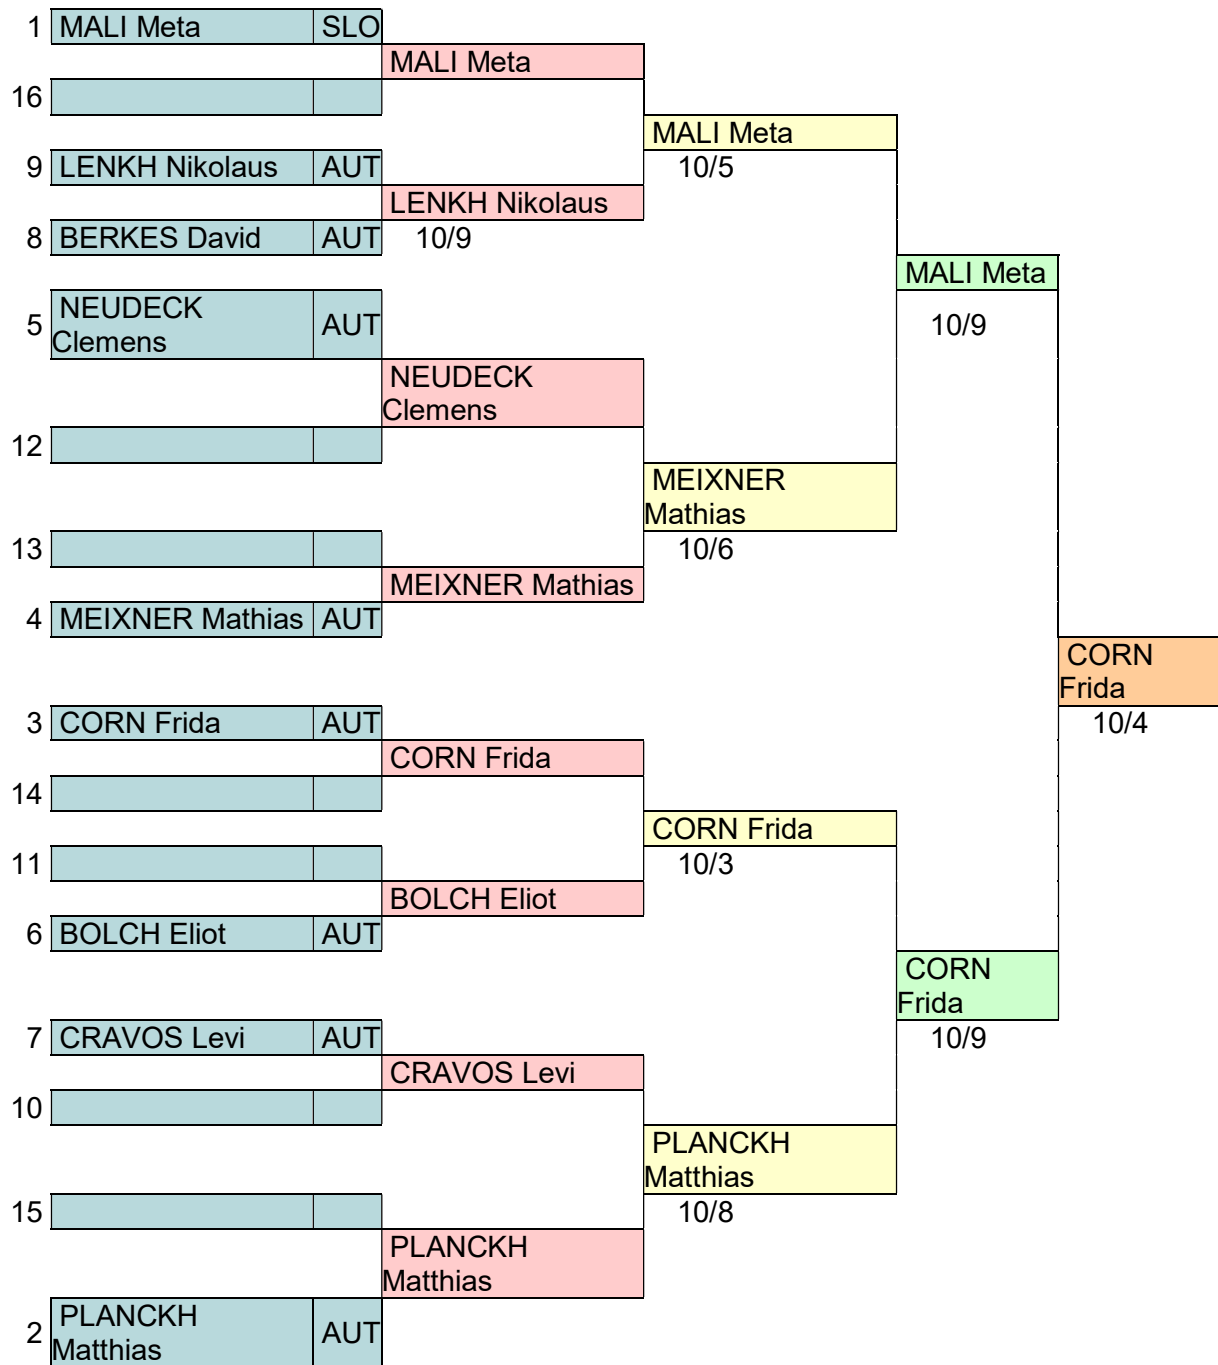 1 MALI Meta SLO
MALI Meta
16
MALI Meta
9 LENKH Nikolaus AUT 10/5
LENKH Nikolaus
8 BERKES David AUT 10/9
MALI Meta
NEUDECK
5 AUT 10/9
Clemens
NEUDECK
Clemens
12
MEIXNER
Mathias
13 10/6
MEIXNER Mathias
4 MEIXNER Mathias AUT
CORN
Frida
3 CORN Frida AUT 10/4
CORN Frida
14
CORN Frida
11 10/3
BOLCH Eliot
6 BOLCH Eliot AUT
CORN
Frida
7 CRAVOS Levi AUT 10/9
CRAVOS Levi
10
PLANCKH
Matthias
15 10/8
PLANCKH
Matthias
PLANCKH
2 AUT
Matthias